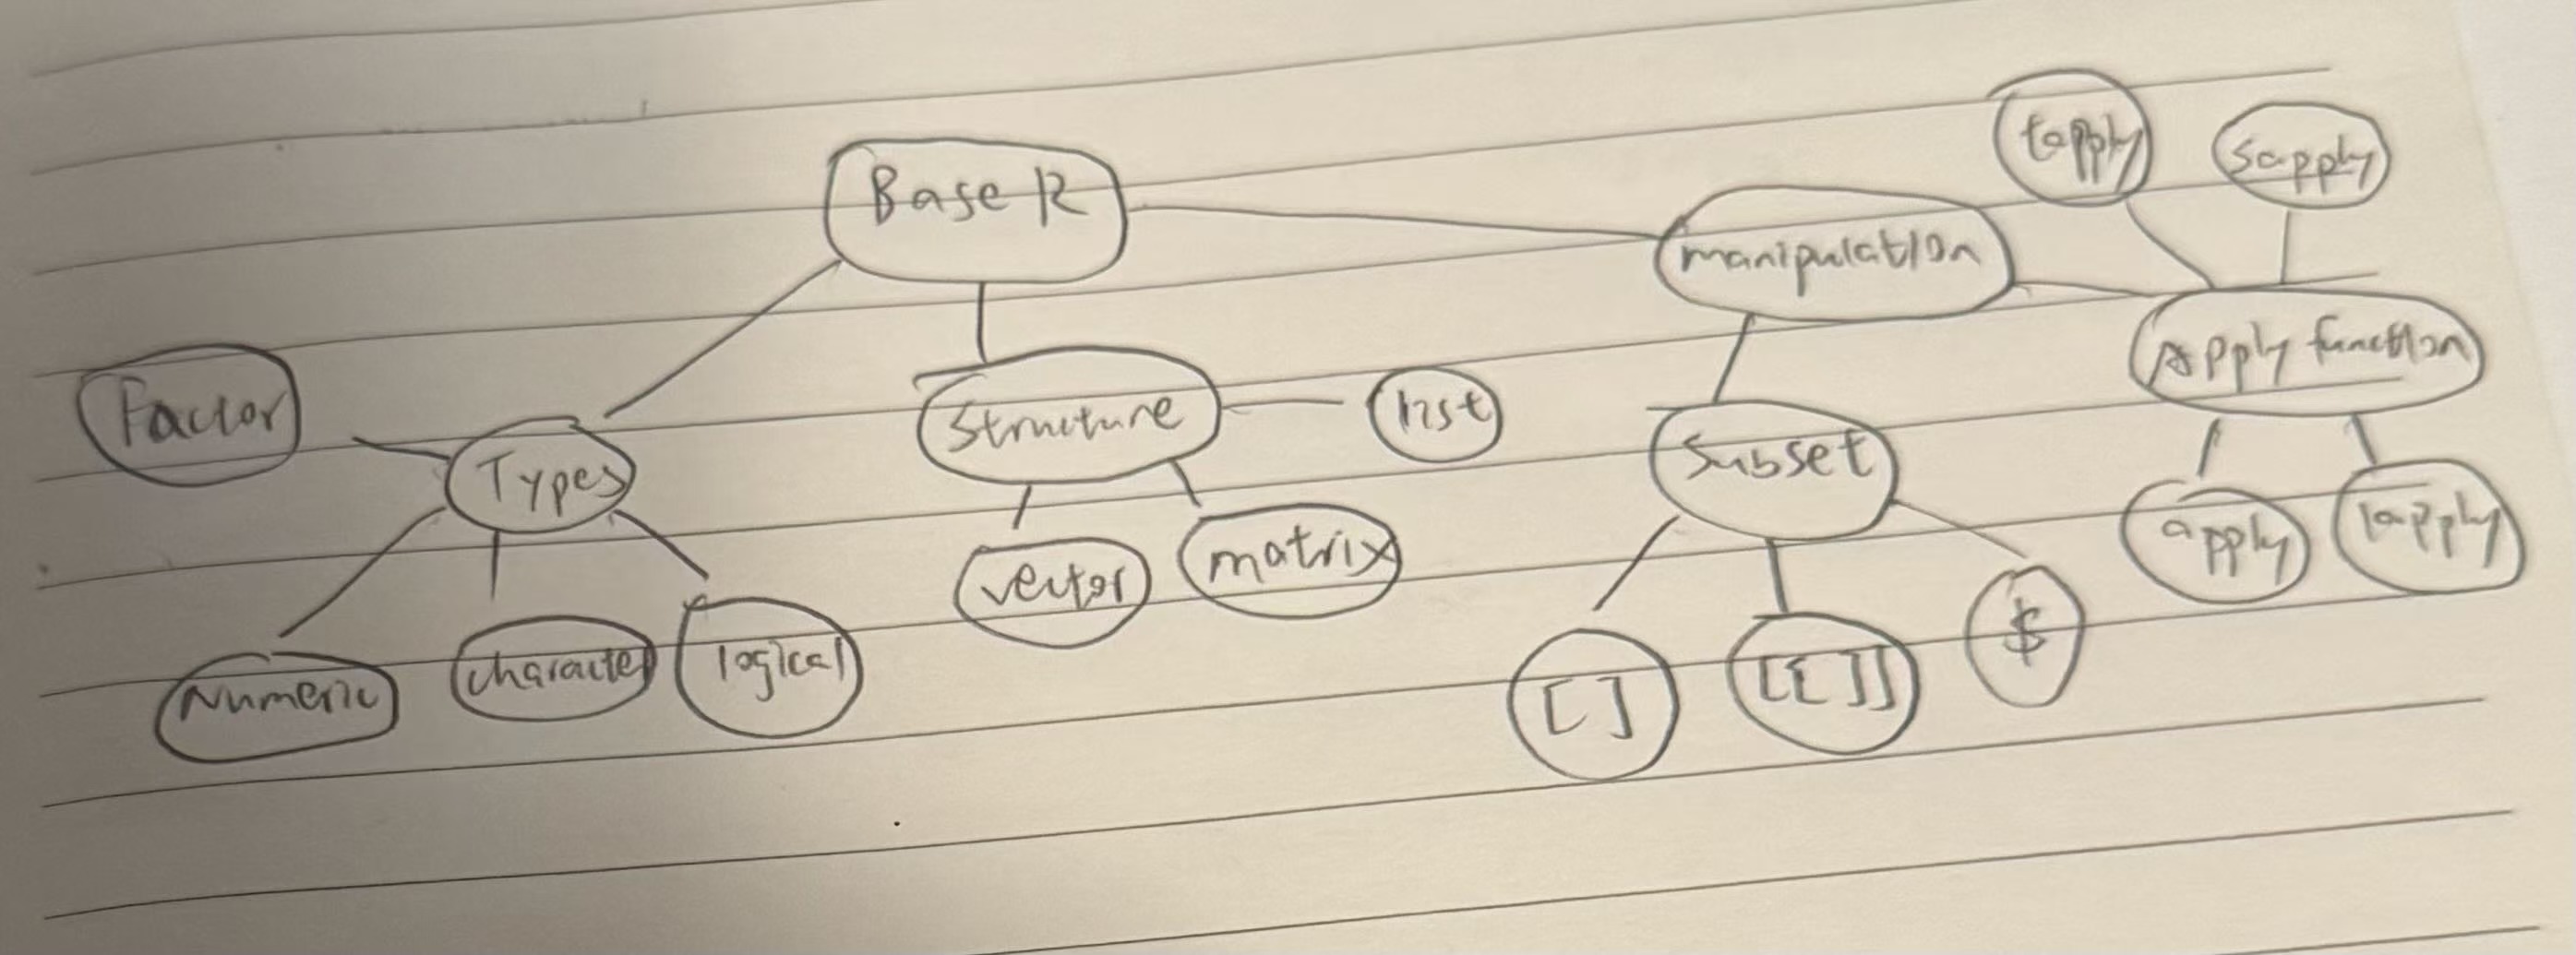 Base R
manipulation
tapply
sapply
Apply function
Factor
Types
Structure
list
Subset
apply
lapply
Numeric
character
logical
vector
matrix
[ ]
[[ ]]
$